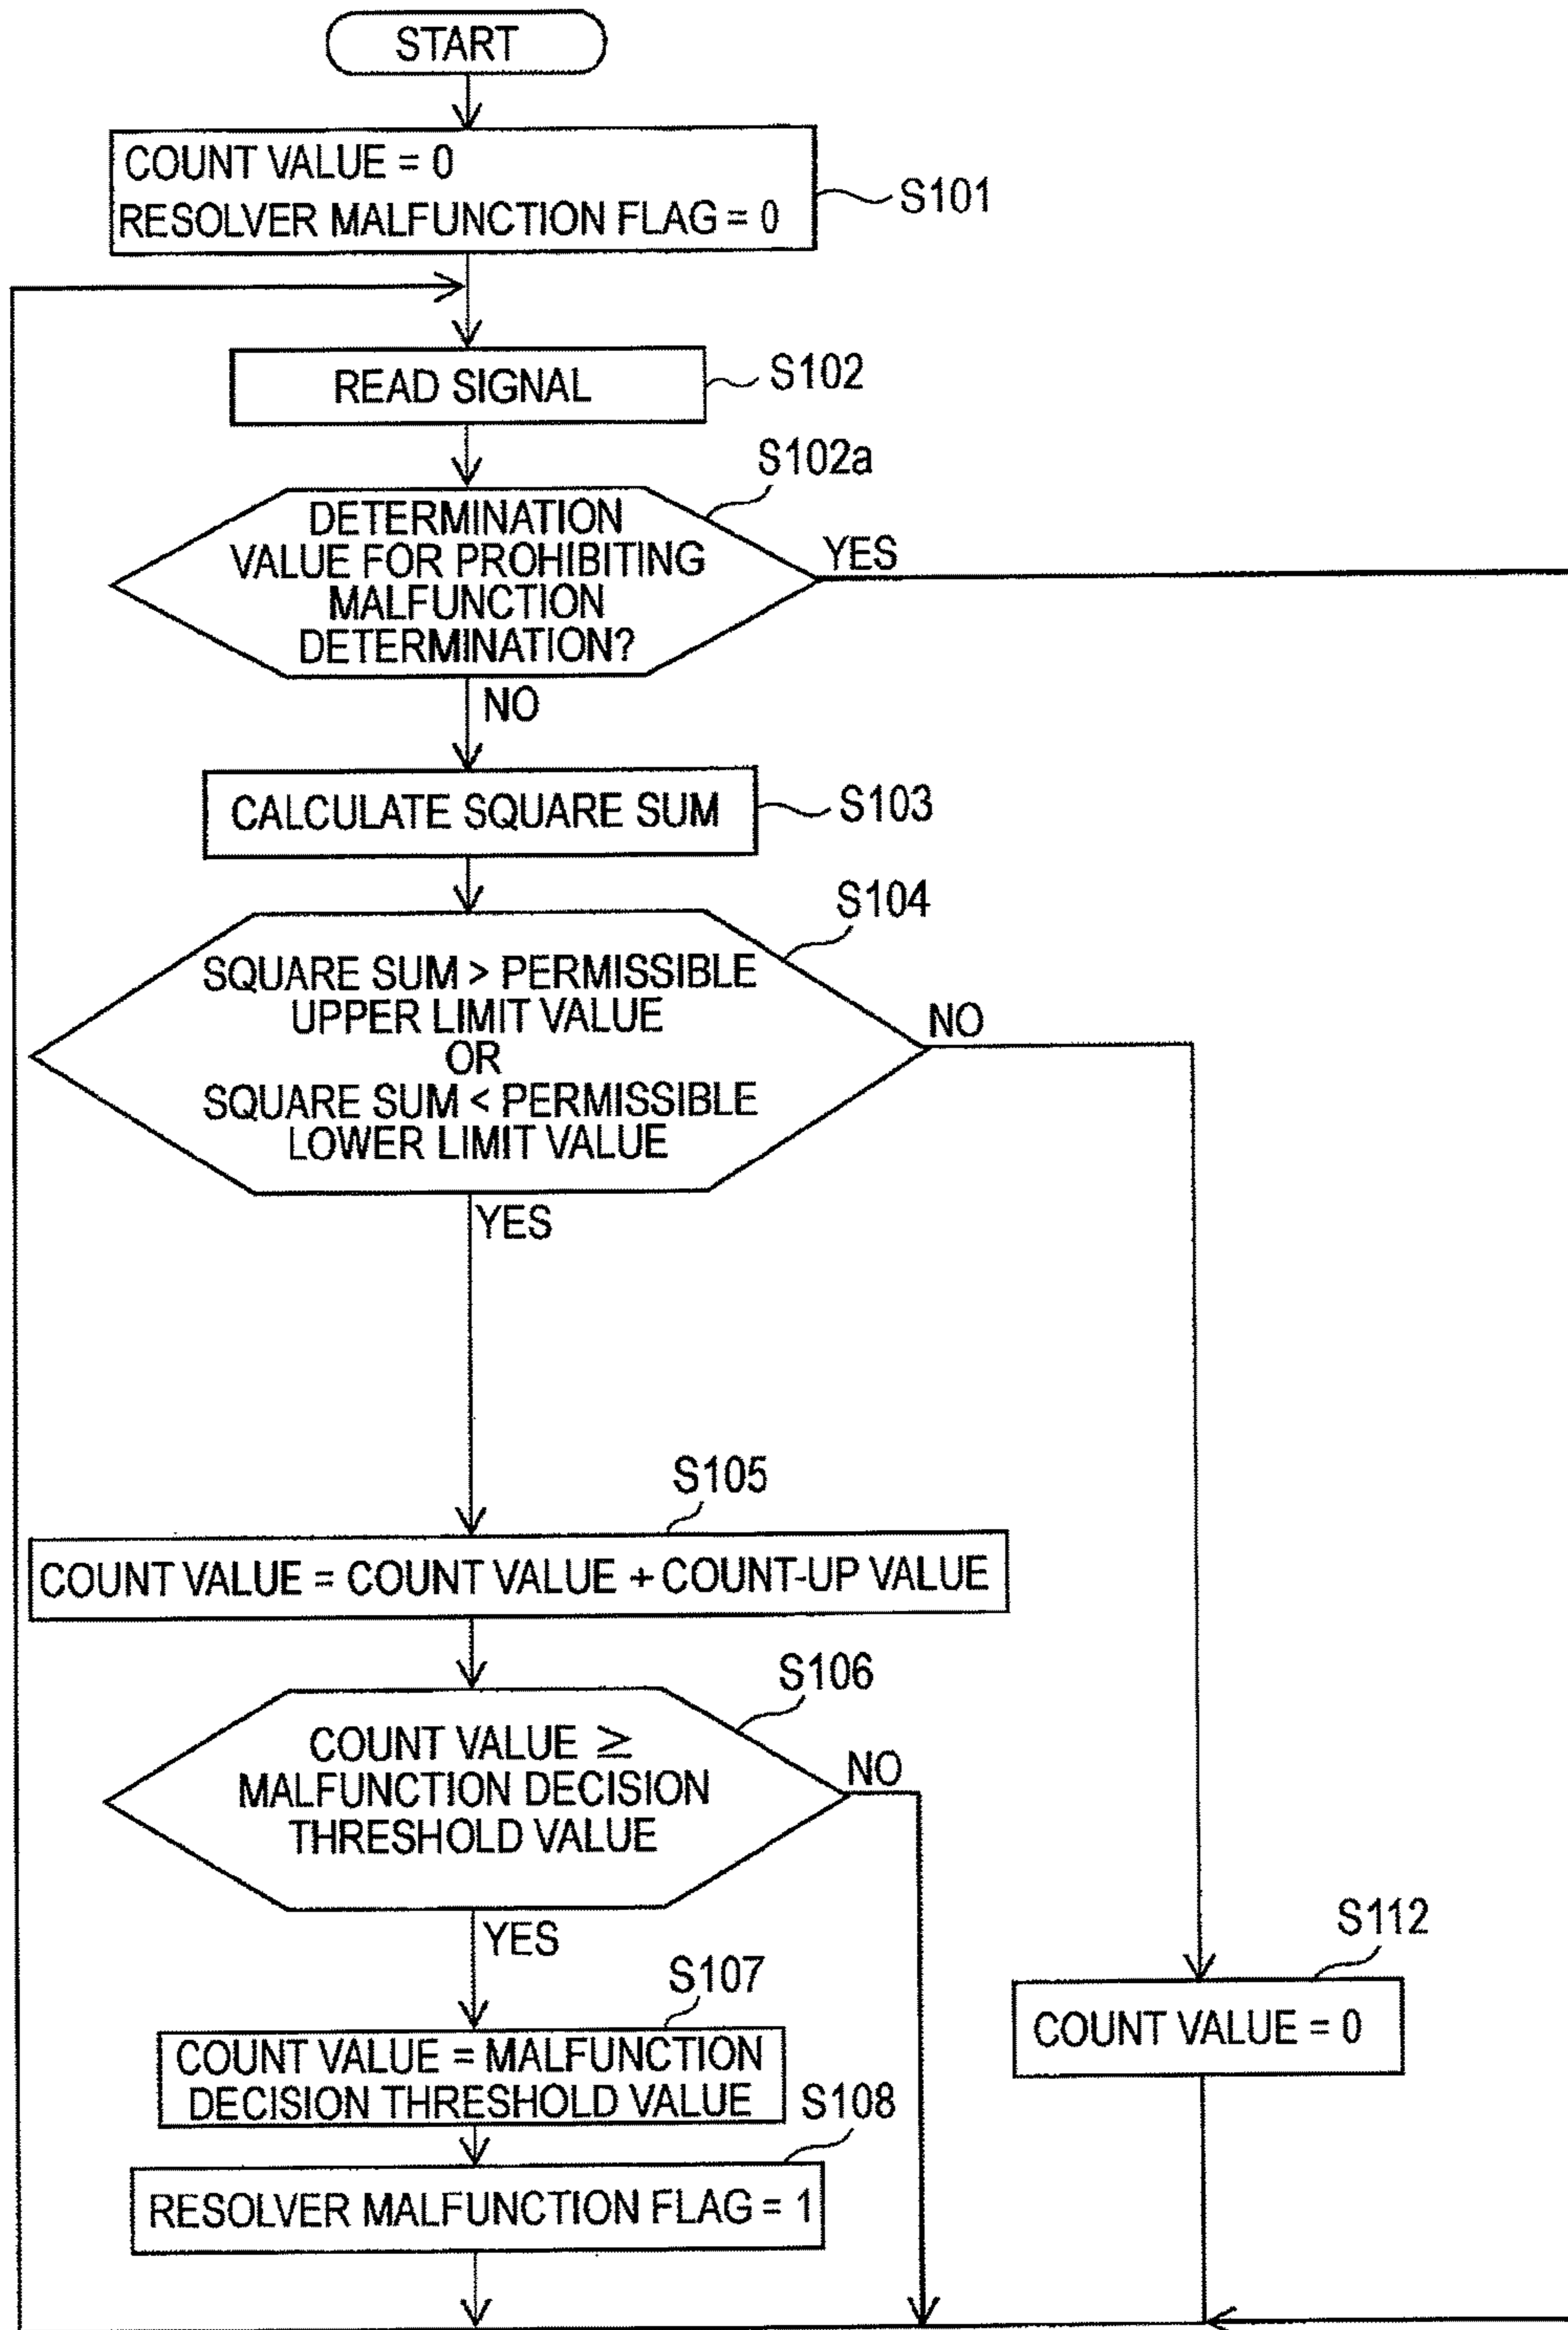 START
COUNT VALUE = 0
RESOLVER MALFUNCTION FLAG = 0
S101
READ SIGNAL
S102
S102a
DETERMINATION
VALUE FOR PROHIBITING
MALFUNCTION
DETERMINATION?
YES
NO
CALCULATE SQUARE SUM
S103
S104
SQUARE SUM > PERMISSIBLE
UPPER LIMIT VALUE
OR
SQUARE SUM < PERMISSIBLE
LOWER LIMIT VALUE
NO
YES
S105
COUNT VALUE = COUNT VALUE + COUNT-UP VALUE
S106
COUNT VALUE ≧
MALFUNCTION DECISION
THRESHOLD VALUE
NO
YES
S107
COUNT VALUE = MALFUNCTION
DECISION THRESHOLD VALUE
S108
RESOLVER MALFUNCTION FLAG = 1
S112
COUNT VALUE = 0